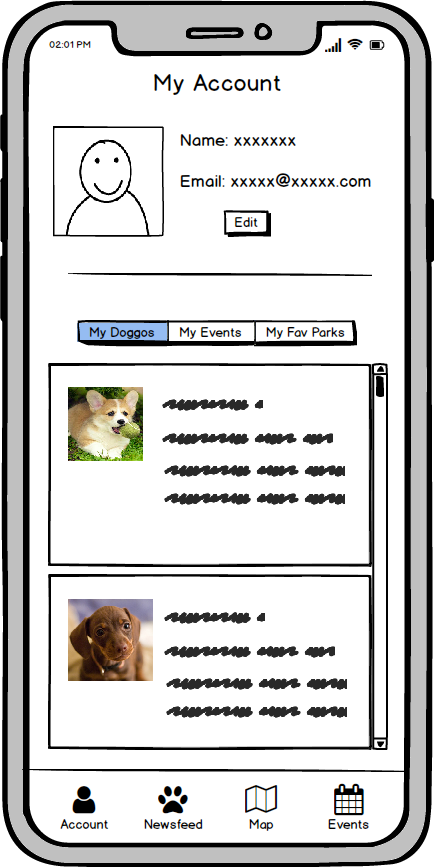 02:01 PM
My Account
Name: xxxxxxx
Email: xxxxx@xxxxx.com
Edit
My Doggos My Events My Fav Parks
Account Newsfeed Map Events